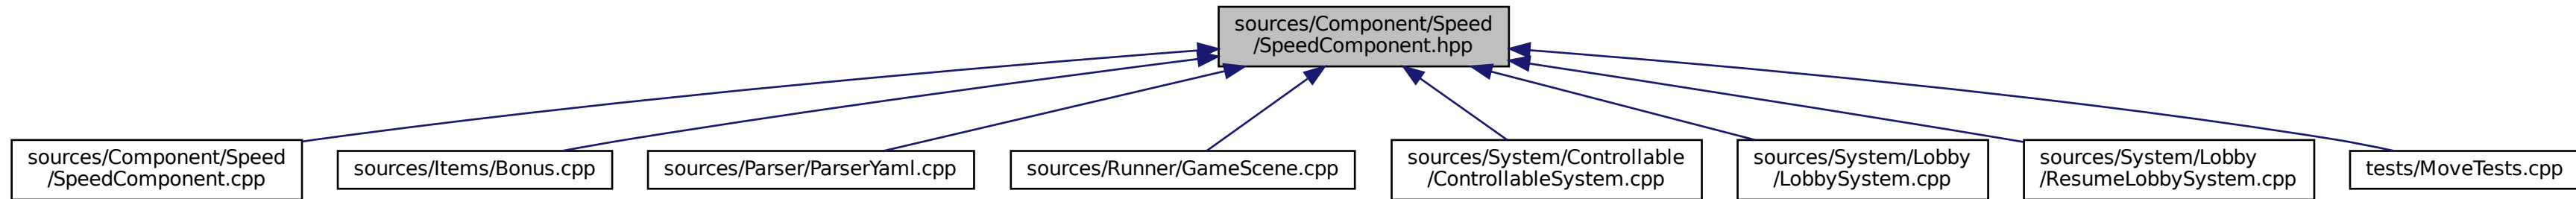 sources/Component/Speed
/SpeedComponent.hpp
sources/Component/Speed
/SpeedComponent.cpp
sources/Items/Bonus.cpp
sources/Parser/ParserYaml.cpp
sources/Runner/GameScene.cpp
sources/System/Controllable
/ControllableSystem.cpp
sources/System/Lobby
/LobbySystem.cpp
sources/System/Lobby
/ResumeLobbySystem.cpp
tests/MoveTests.cpp